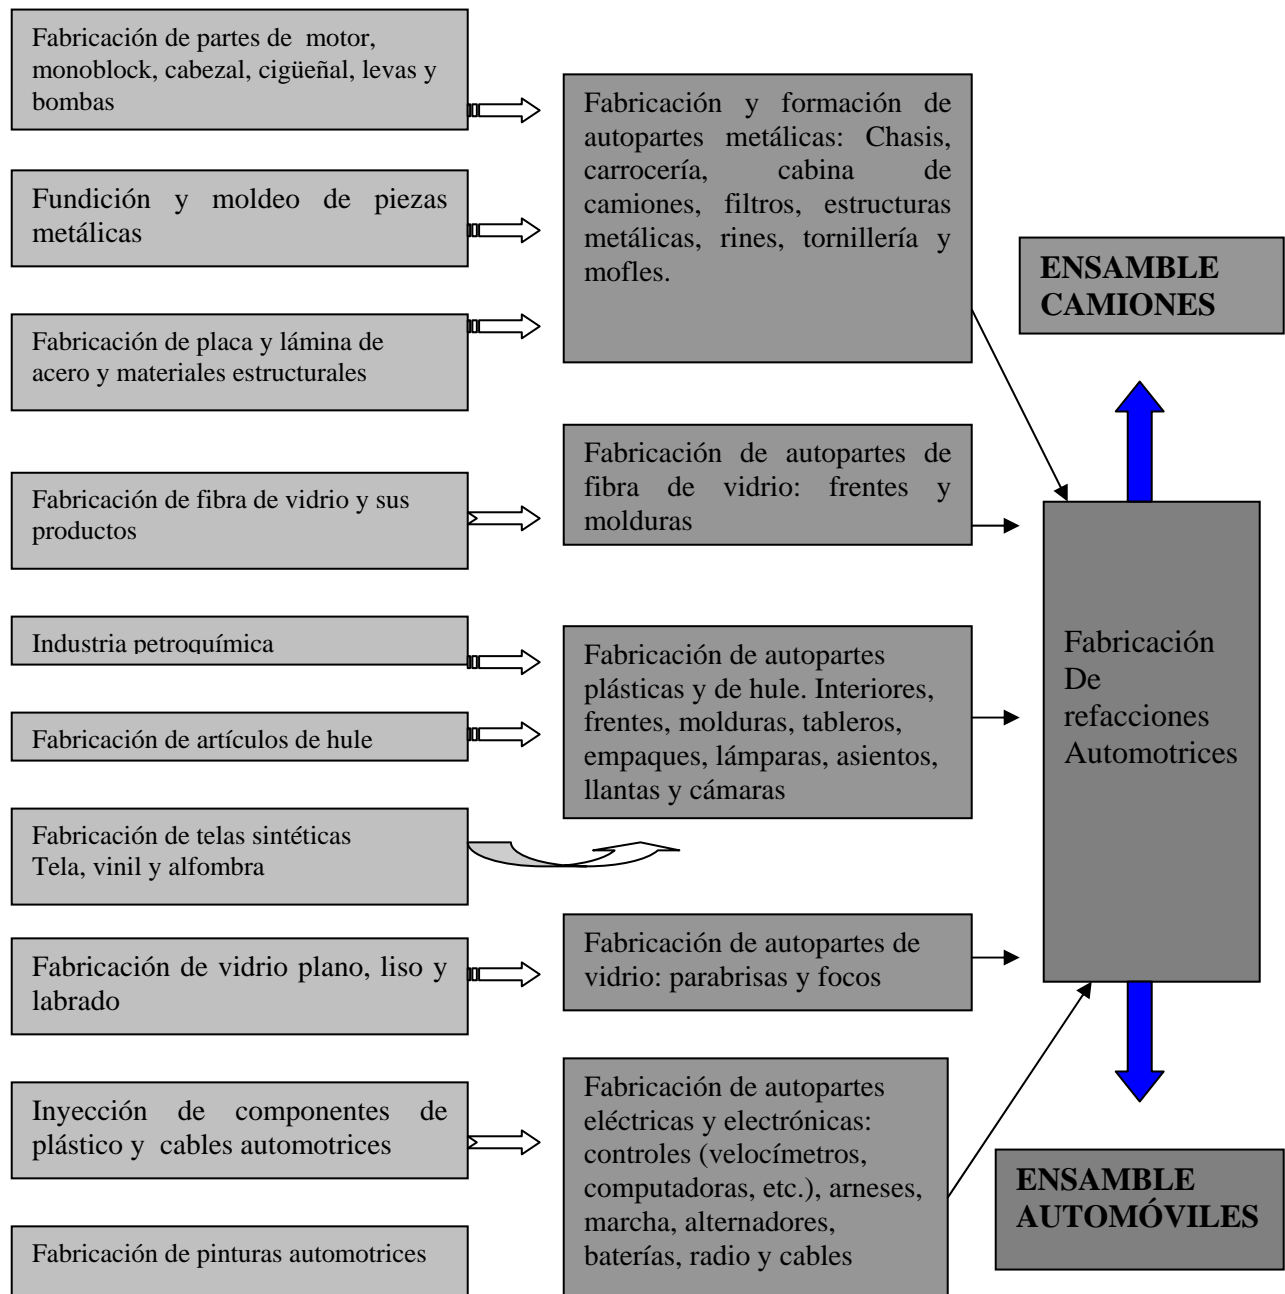 Fabricación de partes de motor,
monoblock, cabezal, cigüeñal, levas y
bombas
Fundición y moldeo de piezas
metálicas
Fabricación de placa y lámina de
acero y materiales estructurales
Fabricación de fibra de vidrio y sus
productos
Industria petroquímica
Fabricación de artículos de hule
Fabricación de telas sintéticas
Tela, vinil y alfombra
Fabricación de vidrio plano, liso y
labrado
Inyección de componentes de
plástico y cables automotrices
Fabricación de pinturas automotrices
Fabricación y formación de
autopartes metálicas: Chasis,
carrocería, cabina de
camiones, filtros, estructuras
metálicas, rines, tornillería y
mofles.
Fabricación de autopartes de
fibra de vidrio: frentes y
molduras
Fabricación de autopartes
plásticas y de hule. Interiores,
frentes, molduras, tableros,
empaques, lámparas, asientos,
llantas y cámaras
Fabricación de autopartes de
vidrio: parabrisas y focos
Fabricación de autopartes
eléctricas y electrónicas:
controles (velocímetros,
computadoras, etc.), arneses,
marcha, alternadores,
baterías, radio y cables
ENSAMBLE
CAMIONES
Fabricación
De
refacciones
Automotrices
ENSAMBLE
AUTOMÓVILES